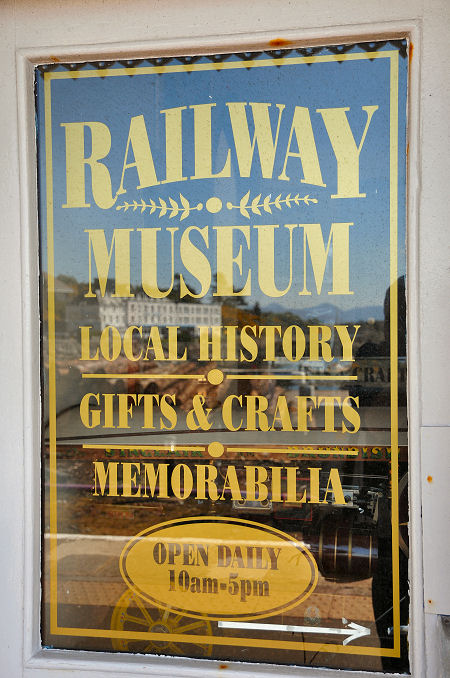 RAILWAY
MUSEUM
LOCAL HISTORY
GIFTS & CRAFTS
MEMORABILIA
OPEN DAILY
10am-5pm